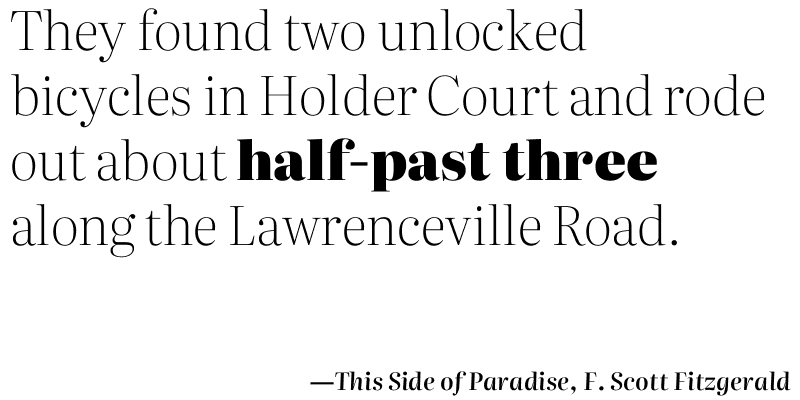 They found two unlocked
bicycles in Holder Court and rode
out about half-past three
along the Lawrenceville Road.
—This Side of Paradise, F. Scott Fitzgerald